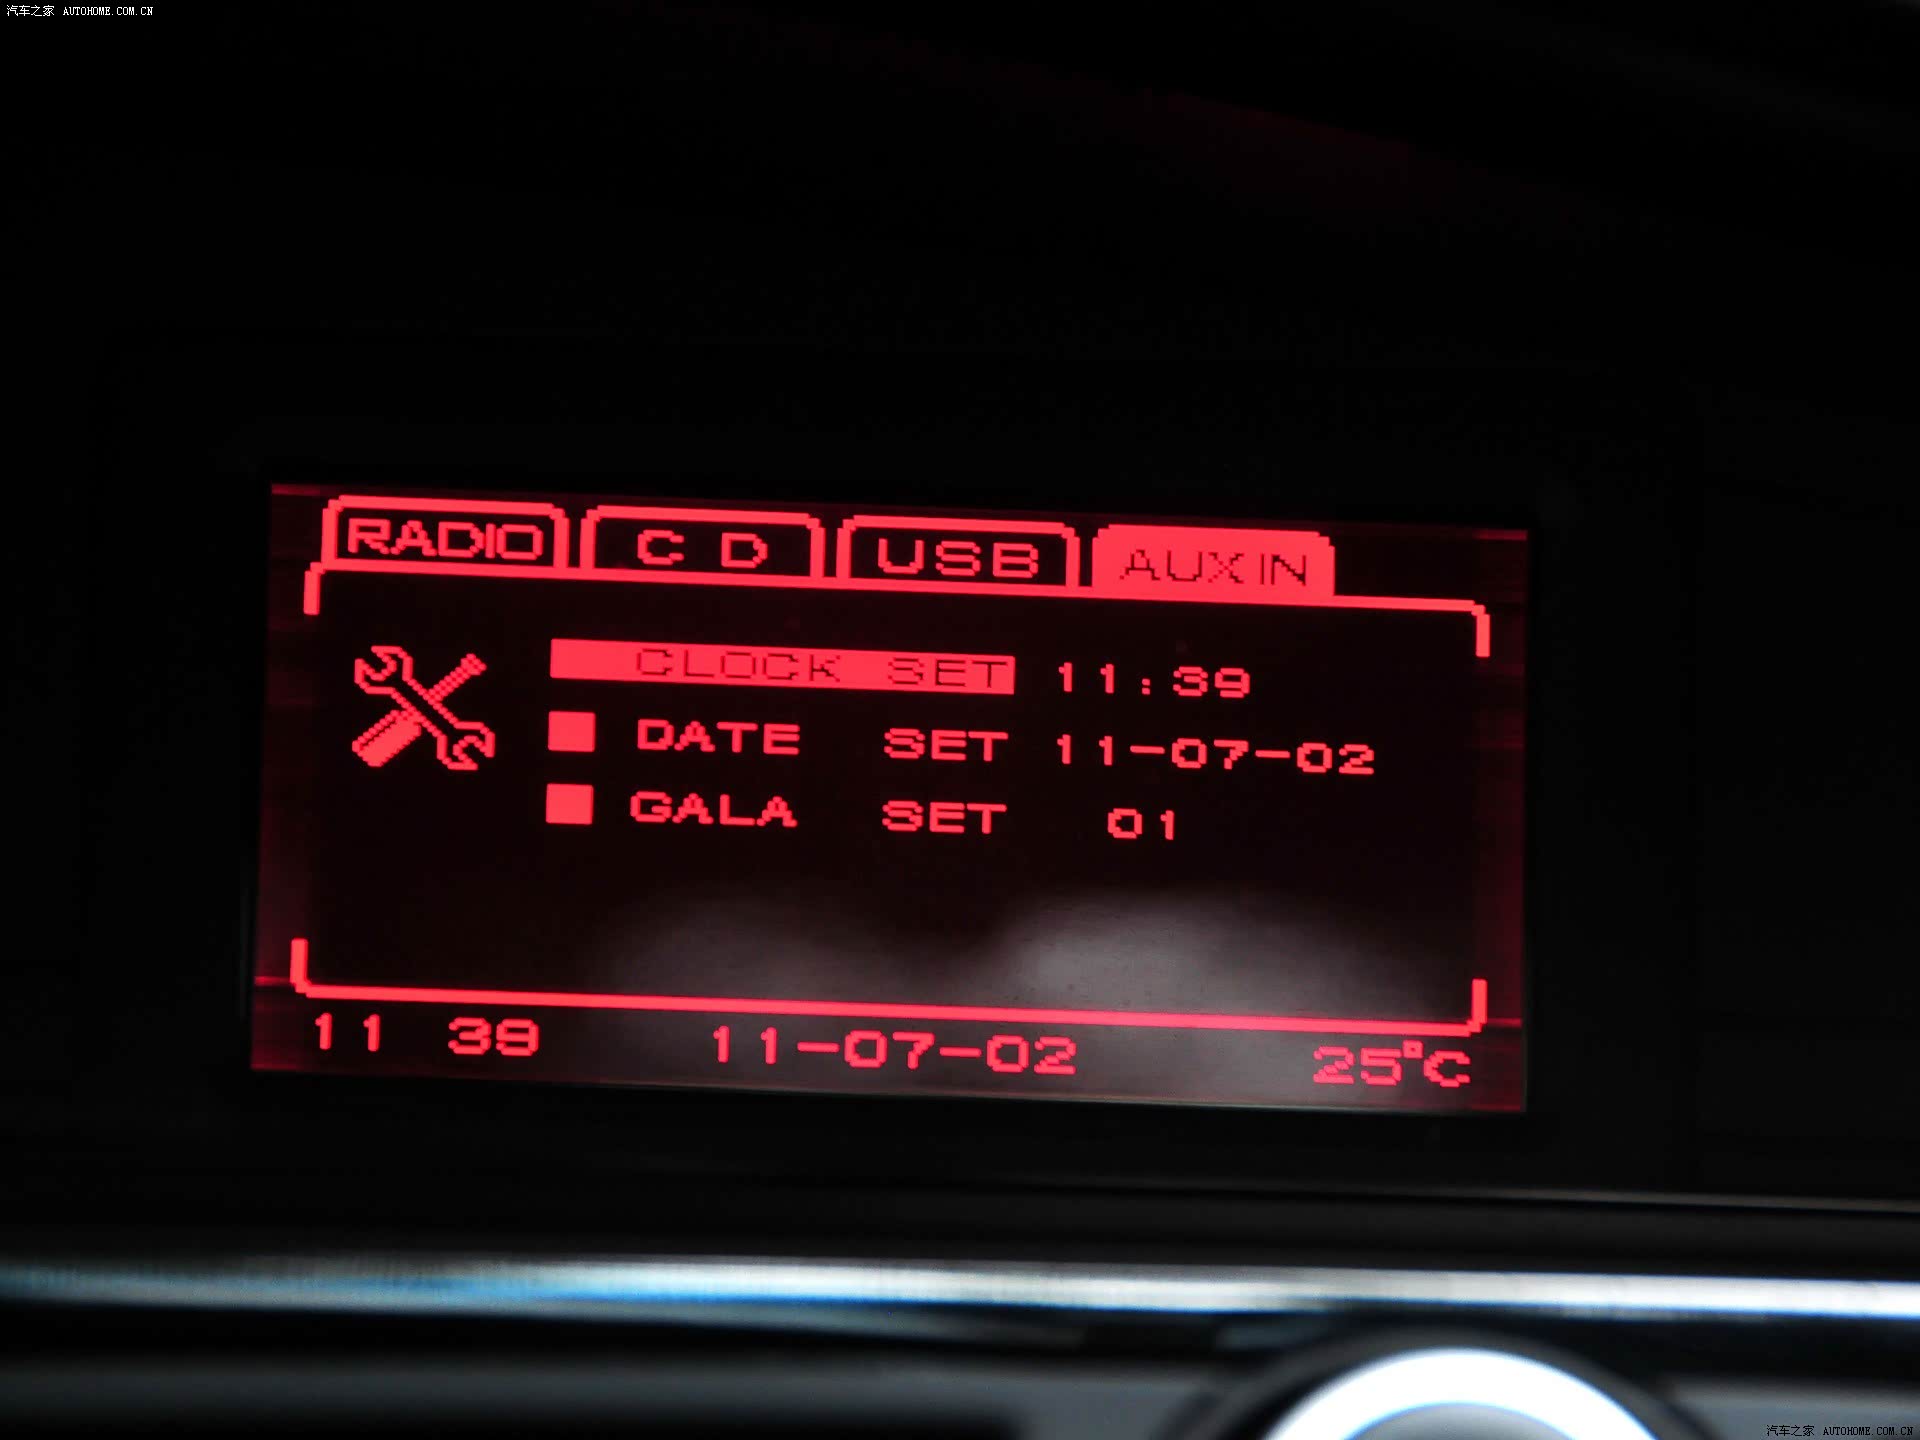 汽车之家 AUTOHOME.COM.CN
RADIO C D USB AUX IN
CLOCK SET 11:39
DATE SET 11-07-02
GALA SET 01
11 39 11-07-02 25°C
汽车之家 AUTOHOME.COM.CN